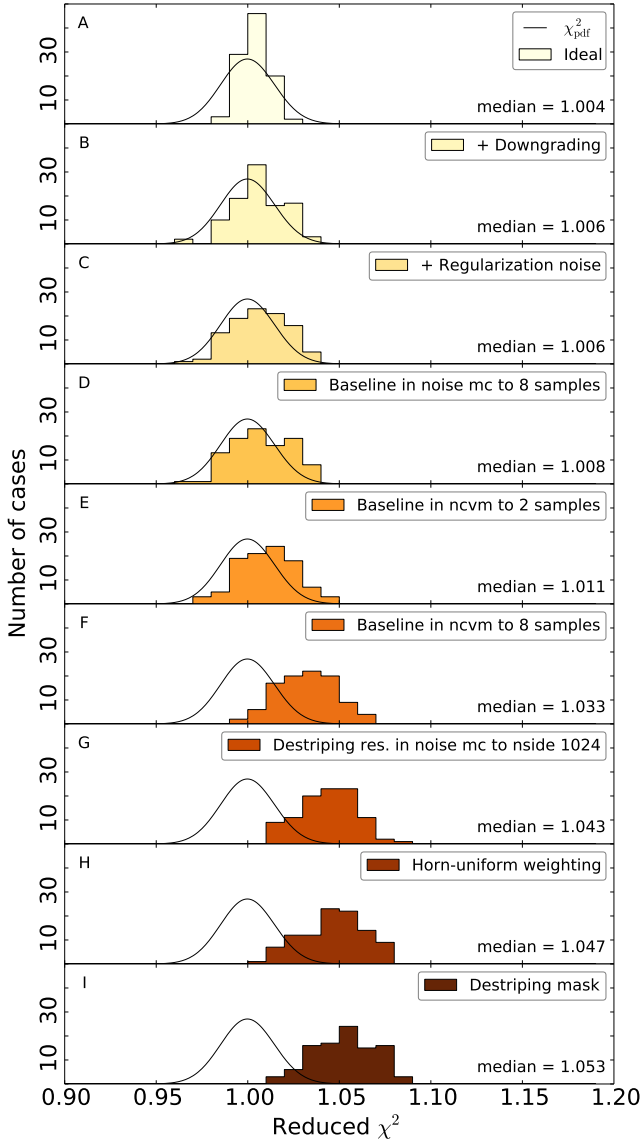 A
χ²pdf
Ideal
median = 1.004
30
10
B
+ Downgrading
median = 1.006
30
10
C
+ Regularization noise
median = 1.006
30
10
D
Baseline in noise mc to 8 samples
median = 1.008
30
10
E
Baseline in ncvm to 2 samples
median = 1.011
30
10
F
Baseline in ncvm to 8 samples
median = 1.033
30
10
G
Destriping res. in noise mc to nside 1024
median = 1.043
30
10
H
Horn-uniform weighting
median = 1.047
30
10
I
Destriping mask
median = 1.053
30
10
Number of cases
0.90 0.95 1.00 1.05 1.10 1.15 1.20
Reduced χ²